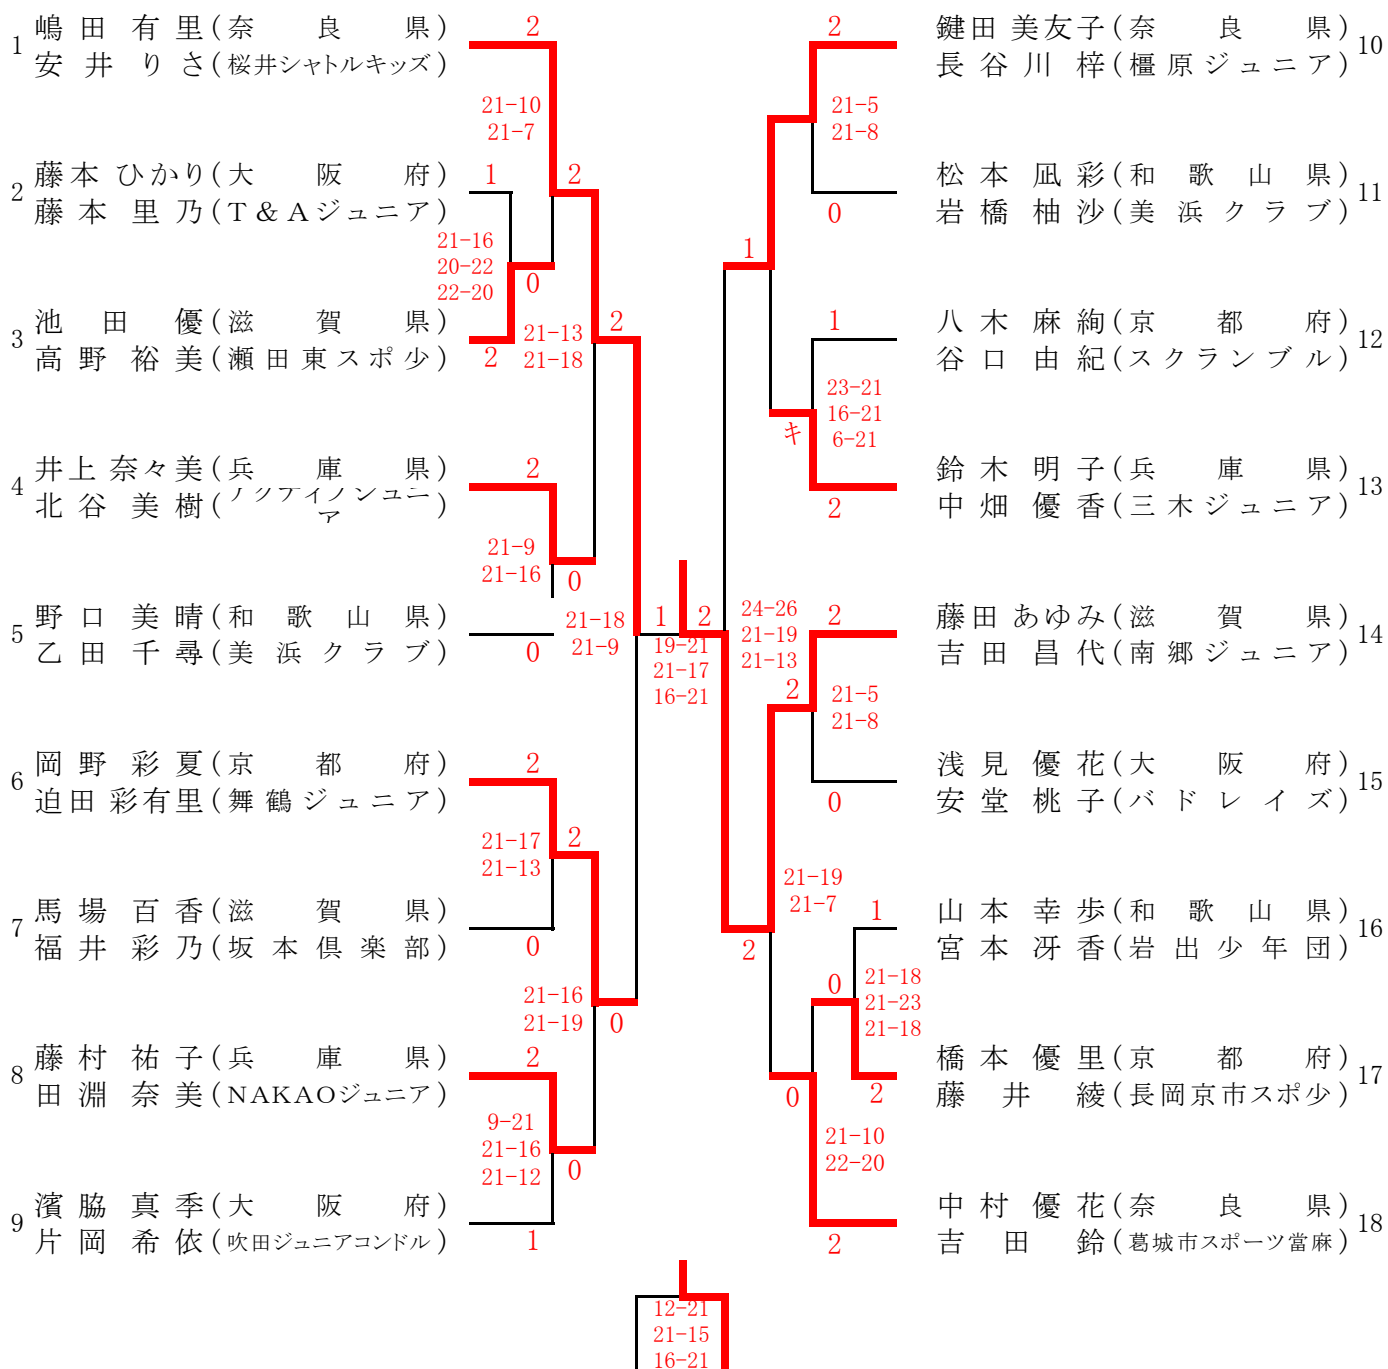 1 嶋田有里(奈良県)
安井りさ(桜井シャトルキッズ)
2
21-10
21-7
2 藤本ひかり(大阪府)
藤本里乃(T&Aジュニア)
1
2
21-16
20-22
22-20
0
3 池田優(滋賀県)
高野裕美(瀬田東スポ少)
2
21-13
21-18
2
4 井上奈々美(兵庫県)
北谷美樹(
2
21-9
21-16
0
5 野口美晴(和歌山県)
乙田千尋(美浜クラブ)
0
21-18
21-9
1
2
19-21
21-17
16-21
6 岡野彩夏(京都府)
迫田彩有里(舞鶴ジュニア)
2
21-17
21-13
2
7 馬場百香(滋賀県)
福井彩乃(坂本倶楽部)
0
21-16
21-19
0
8 藤村祐子(兵庫県)
田淵奈美(NAKAOジュニア)
2
9-21
21-16
21-12
0
9 濱脇真季(大阪府)
片岡希依(吹田ジュニアコンドル)
1
2
鍵田美友子(奈良県) 10
長谷川梓(橿原ジュニア)
21-5
21-8
松本凪彩(和歌山県) 11
岩橋柚沙(美浜クラブ)
0
1
1
八木麻絢(京都府) 12
谷口由紀(スクランブル)
23-21
16-21
6-21
キ
鈴木明子(兵庫県) 13
中畑優香(三木ジュニア)
2
24-26
21-19
21-13
2
藤田あゆみ(滋賀県) 14
吉田昌代(南郷ジュニア)
2
21-5
21-8
浅見優花(大阪府) 15
安堂桃子(バドレイズ)
0
21-19
21-7
2
1
山本幸歩(和歌山県) 16
宮本冴香(岩出少年団)
0
21-18
21-23
21-18
橋本優里(京都府) 17
藤井綾(長岡京市スポ少)
2
0
21-10
22-20
中村優花(奈良県) 18
吉田鈴(葛城市スポーツ當麻)
2
12-21
21-15
16-21